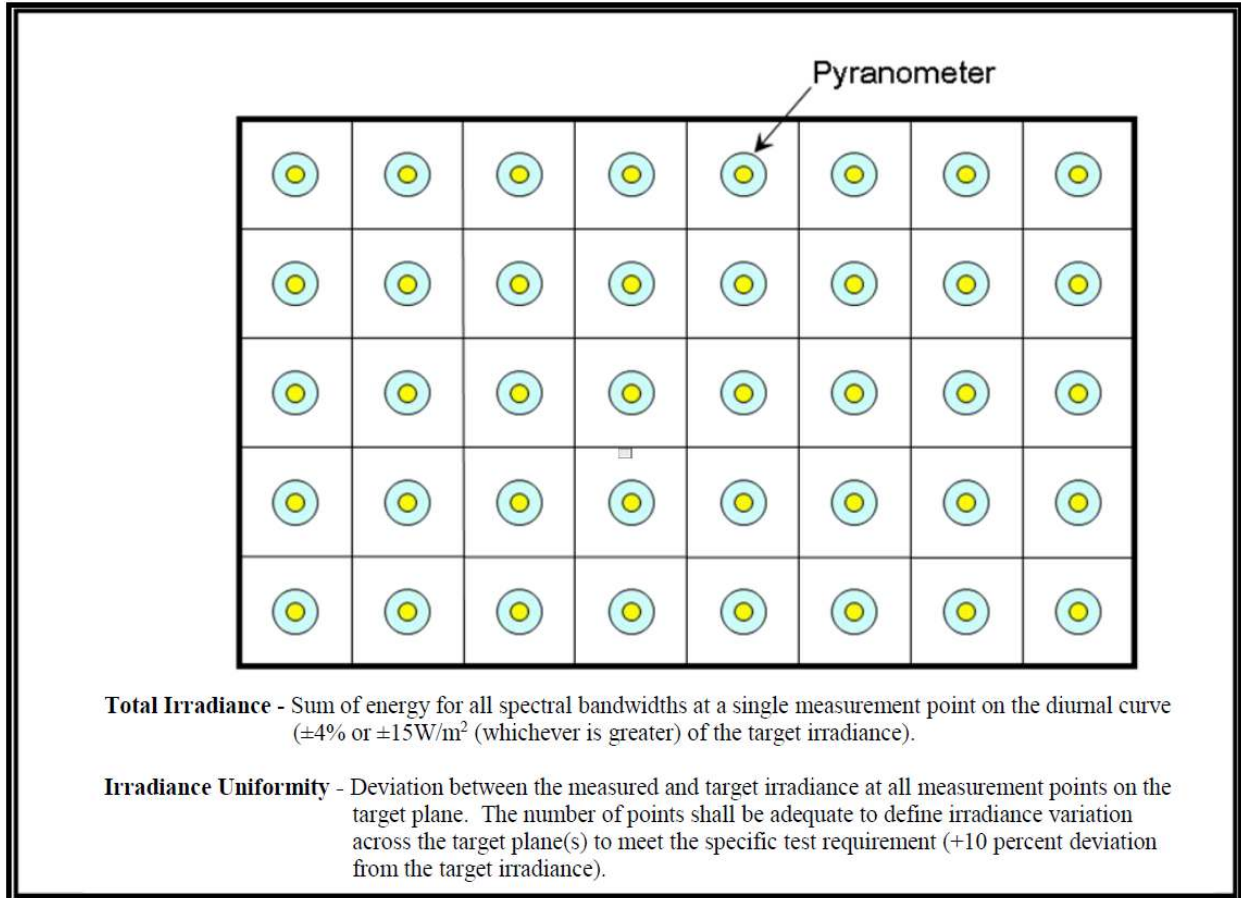 Pyranometer
Total Irradiance - Sum of energy for all spectral bandwidths at a single measurement point on the diurnal curve
(±4% or ±15W/m² (whichever is greater) of the target irradiance).
Irradiance Uniformity - Deviation between the measured and target irradiance at all measurement points on the
target plane. The number of points shall be adequate to define irradiance variation
across the target plane(s) to meet the specific test requirement (+10 percent deviation
from the target irradiance).